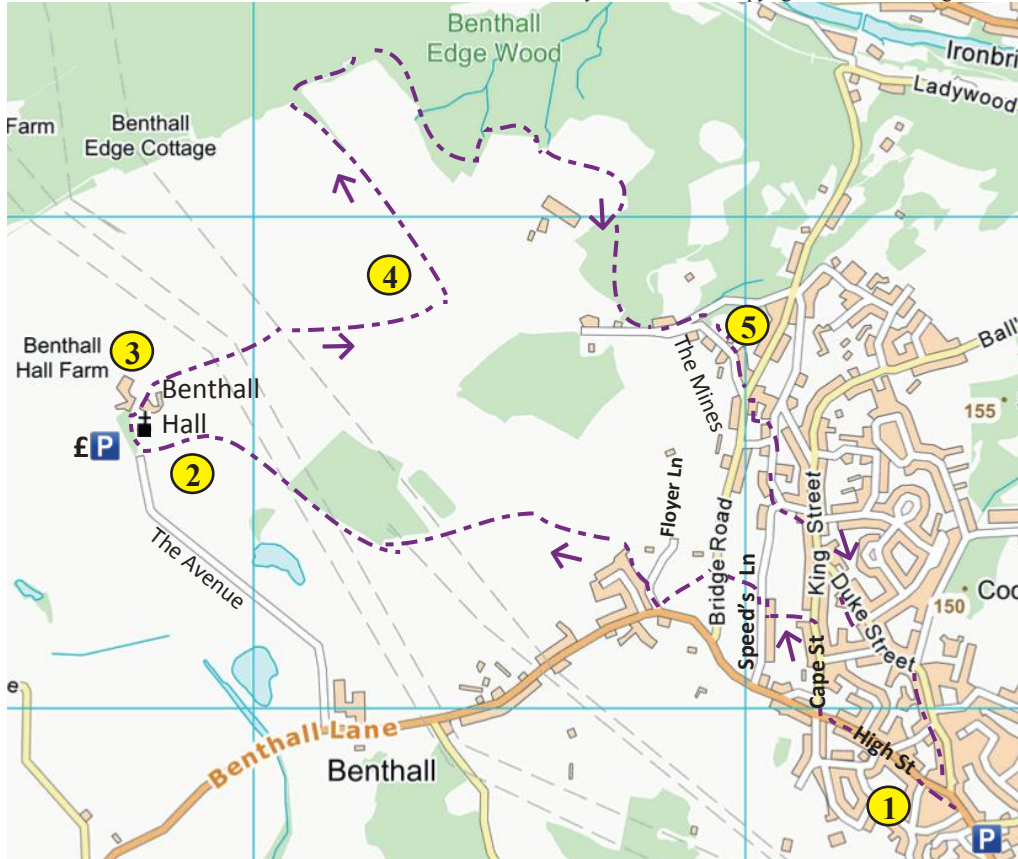 Benthall
Edge Wood
Ironbri
Ladywood
Farm
Benthall
Edge Cottage
4
5
3
Benthall
Hall Farm
Benthall
Hall
£ P
2
The Avenue
The Mines
Ball'
155
Floyer Ln
Bridge Road
Speed's Ln
King Street
Duke Street
150
Coc
Cape St
e
Benthall Lane
High St
Benthall
1
P